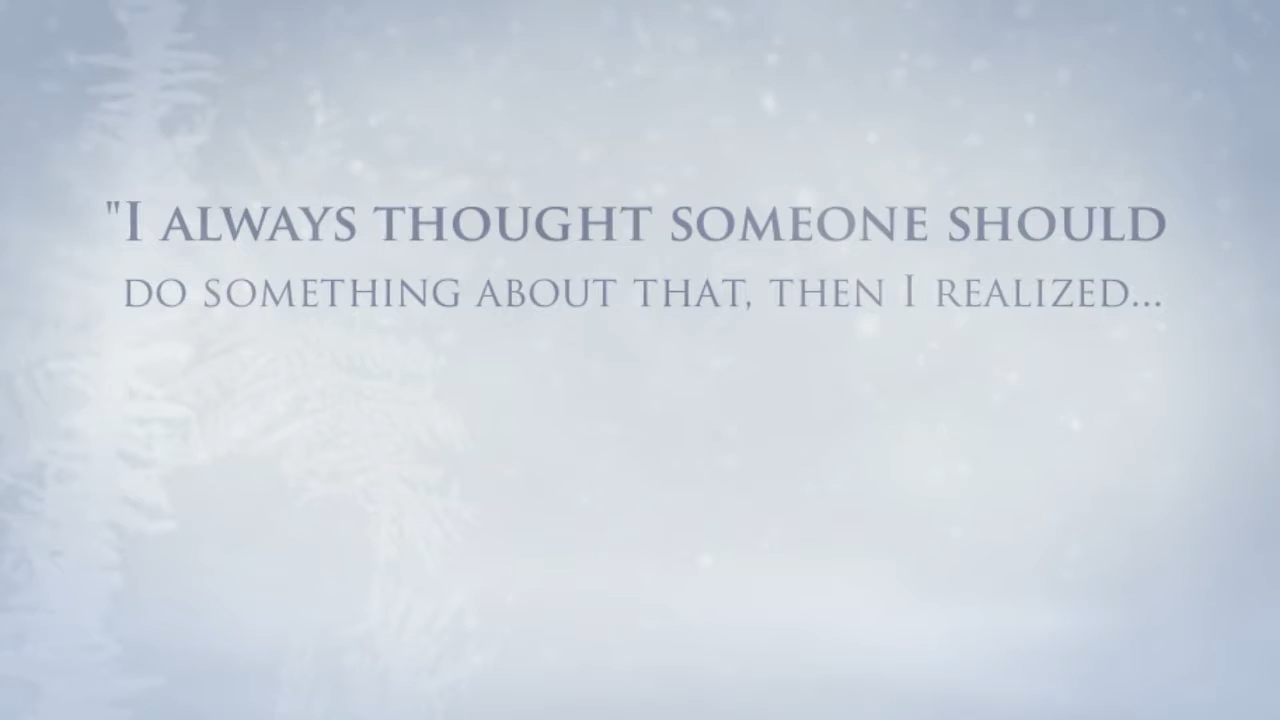 "I ALWAYS THOUGHT SOMEONE SHOULD
DO SOMETHING ABOUT THAT, THEN I REALIZED...